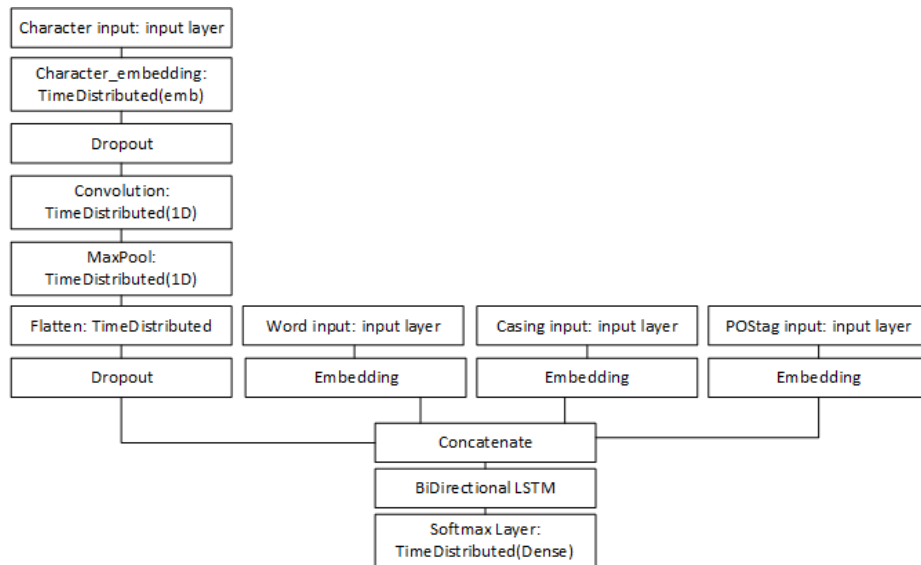 Character input: input layer
Character_embedding:
TimeDistributed(emb)
Dropout
Convolution:
TimeDistributed(1D)
MaxPool:
TimeDistributed(1D)
Flatten: TimeDistributed
Word input: input layer
Casing input: input layer
POStag input: input layer
Dropout
Embedding
Embedding
Embedding
Concatenate
BiDirectional LSTM
Softmax Layer:
TimeDistributed(Dense)